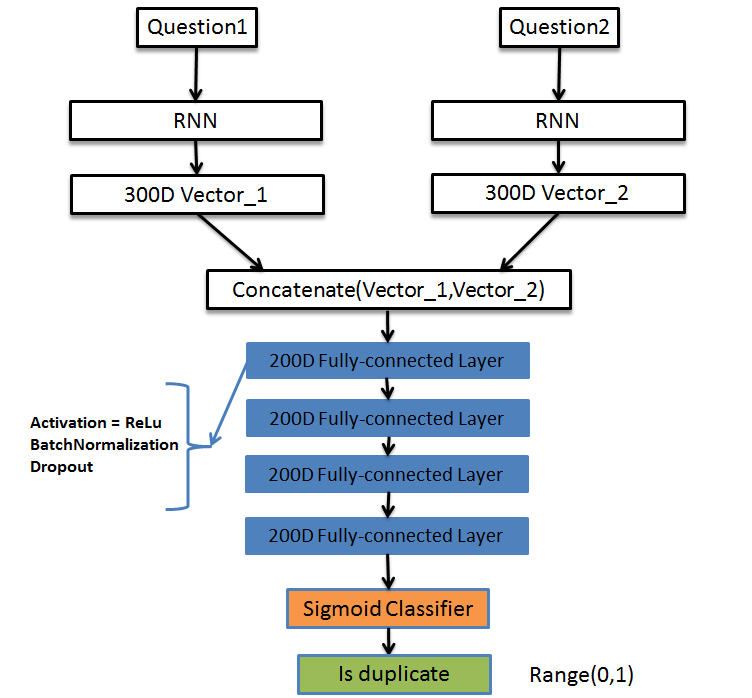 Question1
Question2
RNN
RNN
300D Vector_1
300D Vector_2
Concatenate(Vector_1,Vector_2)
200D Fully-connected Layer
200D Fully-connected Layer
Activation = ReLu
BatchNormalization
Dropout
200D Fully-connected Layer
200D Fully-connected Layer
Sigmoid Classifier
Is duplicate
Range(0,1)